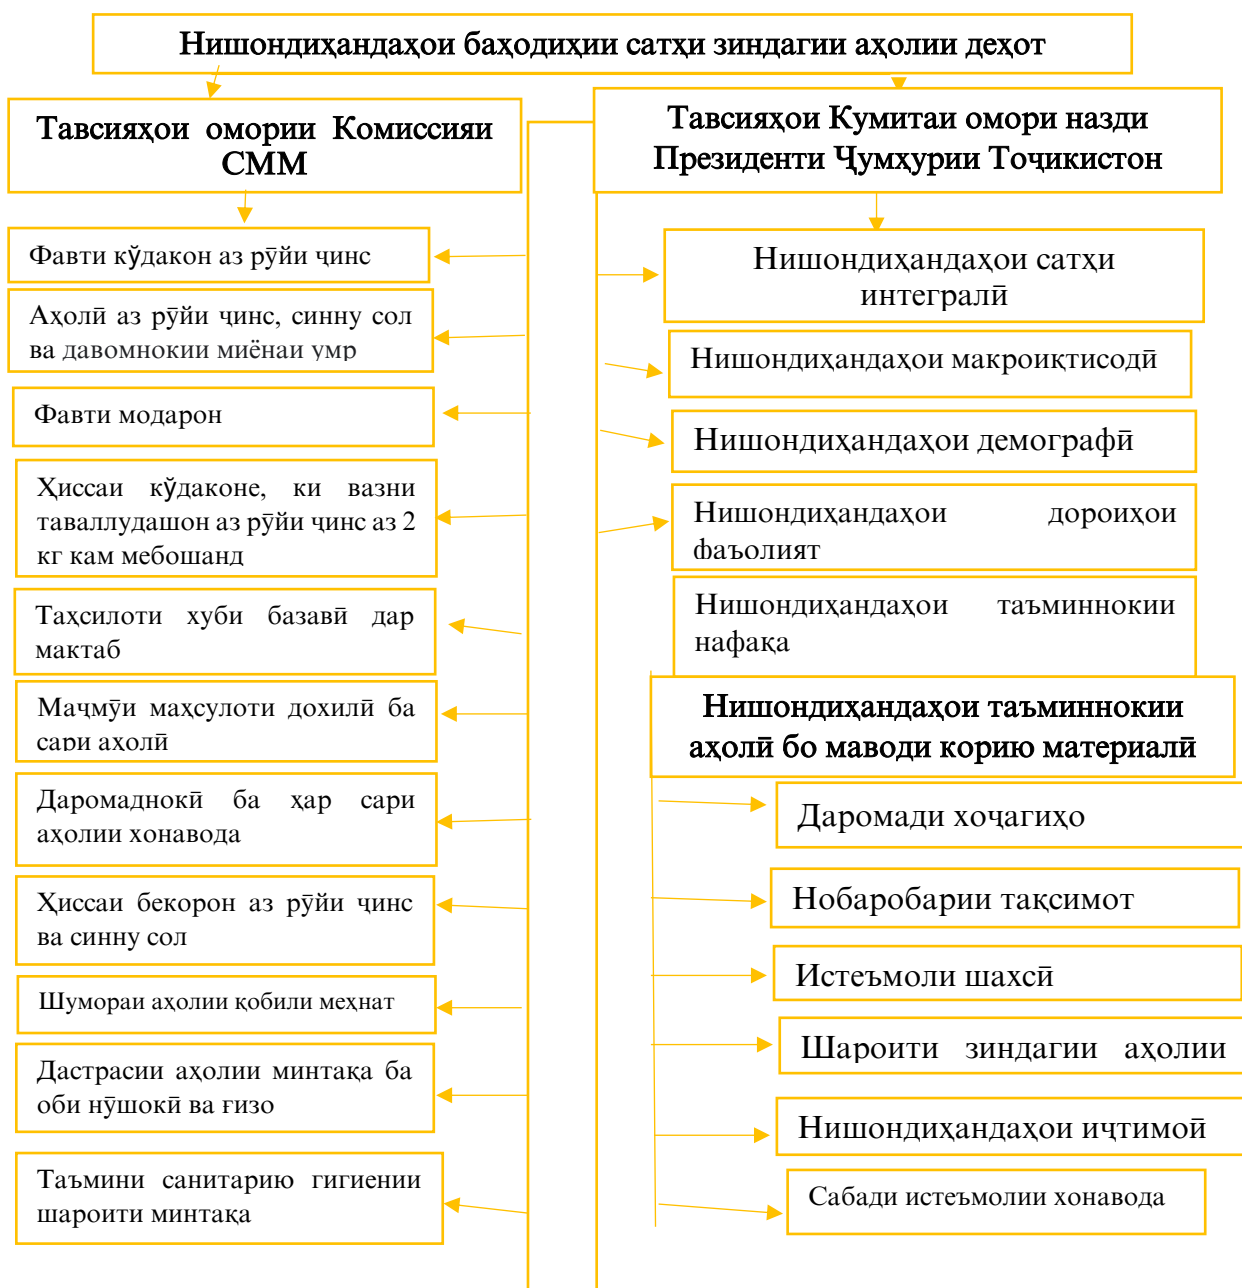 Нишондиҳандаҳои баҳодиҳии сатҳи зиндагии аҳолии деҳот
Тавсияҳои омории Комиссияи
СММ
Фавти кӯдакон аз рӯйи ҷинс
Аҳолӣ аз рӯйи ҷинс, синну сол
ва давомнокии миёнаи умр
Фавти модарон
Ҳиссаи кӯдаконе, ки вазни
таваллудашон аз рӯйи ҷинс аз 2
кг кам мебошанд
Таҳсилоти хуби базавӣ дар
мактаб
Маҷмӯи маҳсулоти дохилӣ ба
сари аҳолӣ
Даромаднокӣ ба ҳар сари
аҳолии хонавода
Ҳиссаи бекорон аз рӯйи ҷинс
ва синну сол
Шумораи аҳолии қобили меҳнат
Дастрасии аҳолии минтақа ба
оби нӯшокӣ ва ғизо
Таъмини санитарию гигиении
шароити минтақа
Тавсияҳои Кумитаи омори назди
Президенти Ҷумҳурии Тоҷикистон
Нишондиҳандаҳои сатҳи
интегралӣ
Нишондиҳандаҳои макроиқтисодӣ
Нишондиҳандаҳои демографӣ
Нишондиҳандаҳои дороиҳои
фаъолият
Нишондиҳандаҳои таъминнокии
нафақа
Нишондиҳандаҳои таъминнокии
аҳолӣ бо маводи корию материалӣ
Даромади хоҷагиҳо
Нобаробарии тақсимот
Истеъмоли шахсӣ
Шароити зиндагии аҳолии
Нишондиҳандаҳои иҷтимоӣ
Сабади истеъмолии хонавода